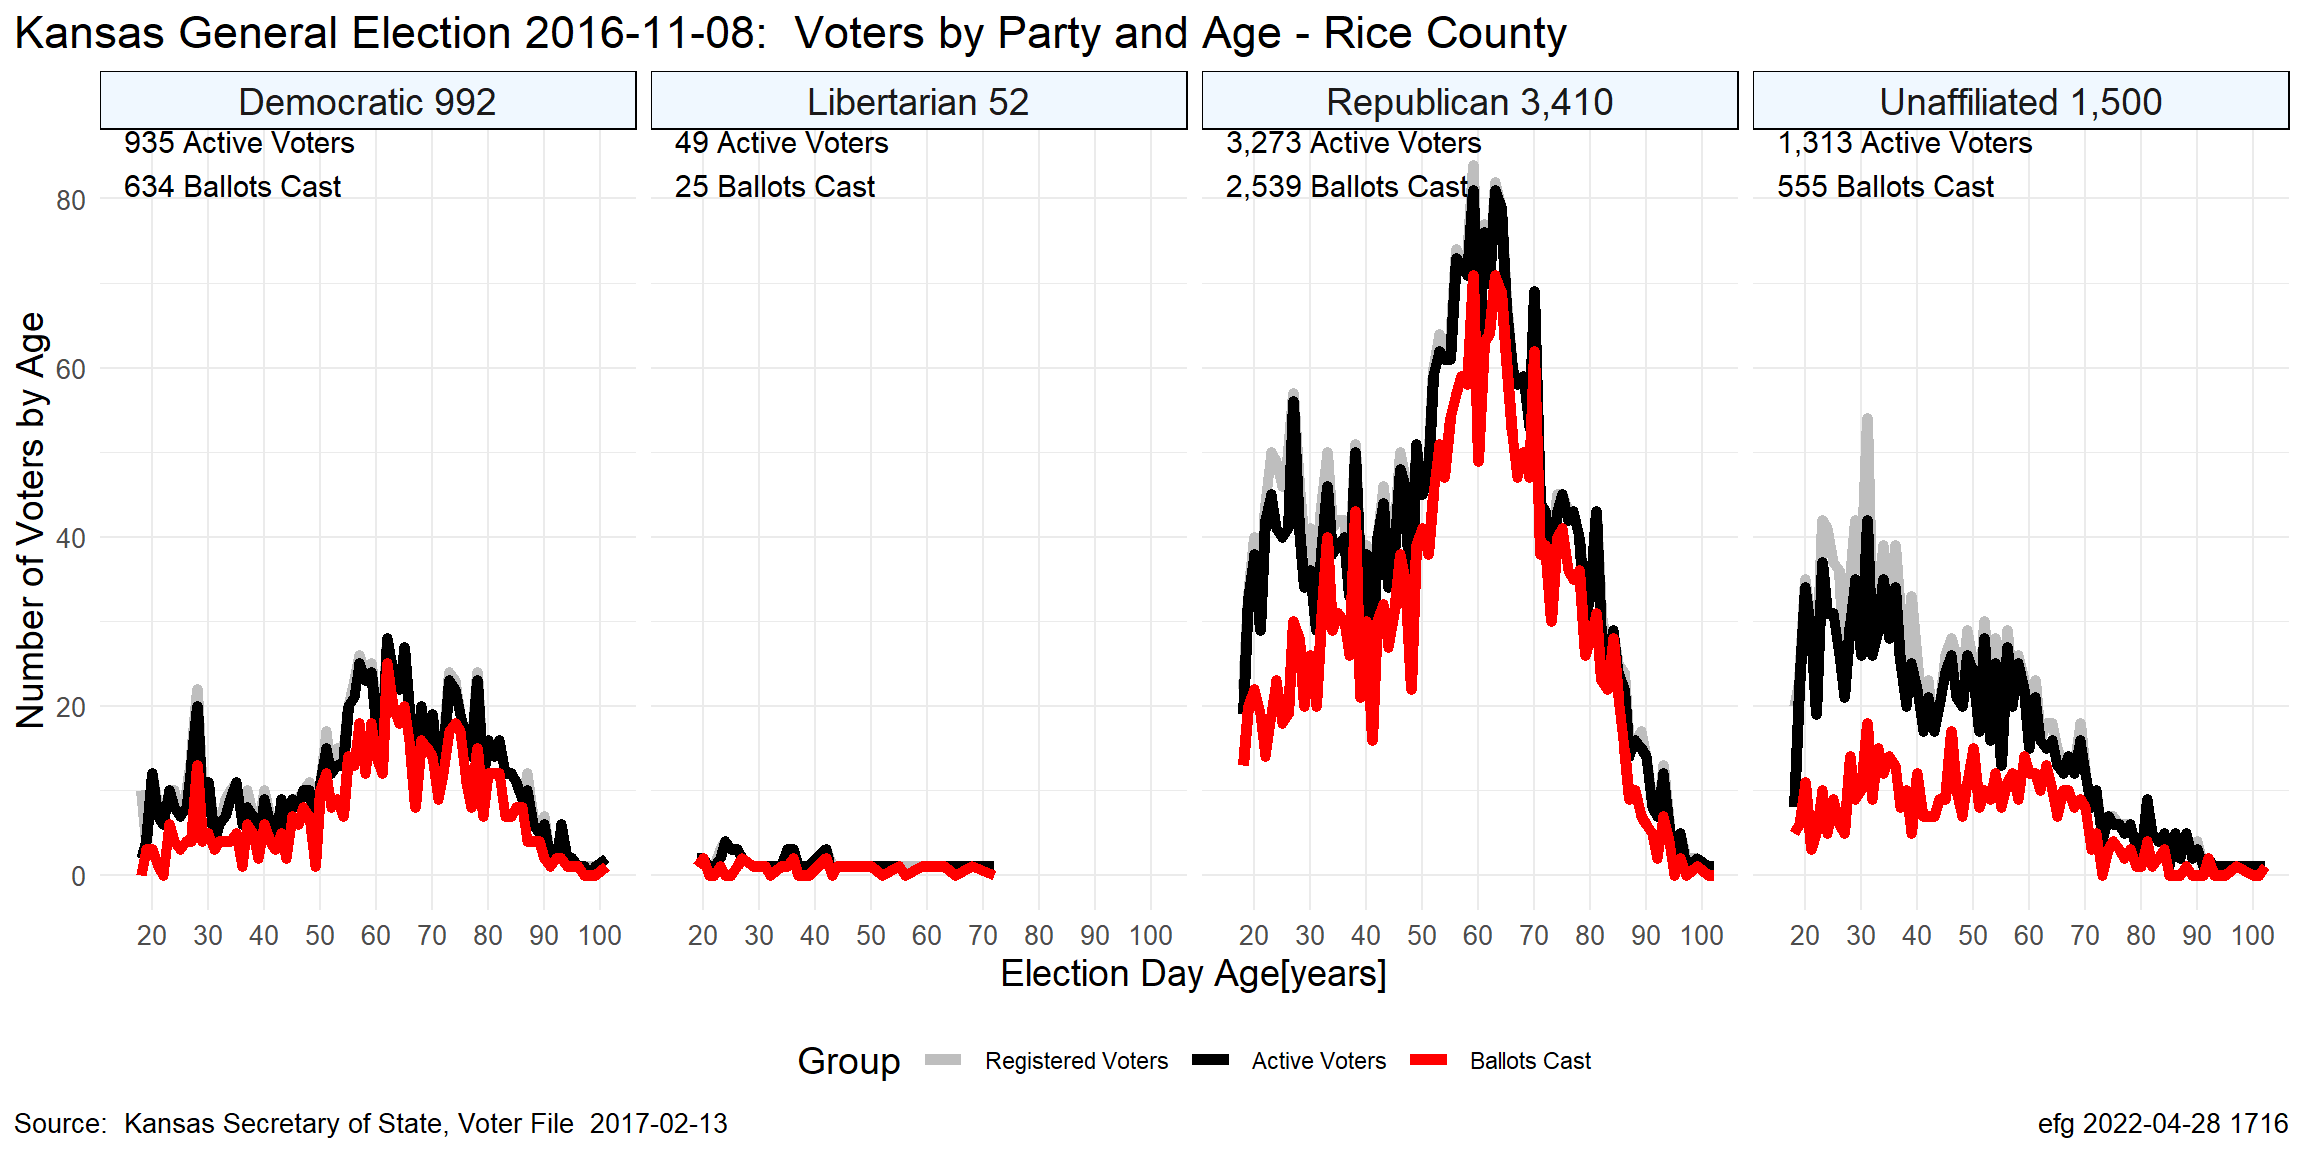 Kansas General Election 2016-11-08:  Voters by Party and Age - Rice County
Democratic 992
Libertarian 52
Republican 3,410
Unaffiliated 1,500
935 Active Voters
634 Ballots Cast
49 Active Voters
25 Ballots Cast
3,273 Active Voters
2,539 Ballots Cast
1,313 Active Voters
555 Ballots Cast
Number of Voters by Age
80
60
40
20
0
20 30 40 50 60 70 80 90 100
20 30 40 50 60 70 80 90 100
20 30 40 50 60 70 80 90 100
20 30 40 50 60 70 80 90 100
Election Day Age[years]
Group Registered Voters Active Voters Ballots Cast
Source:  Kansas Secretary of State, Voter File  2017-02-13
efg 2022-04-28 1716